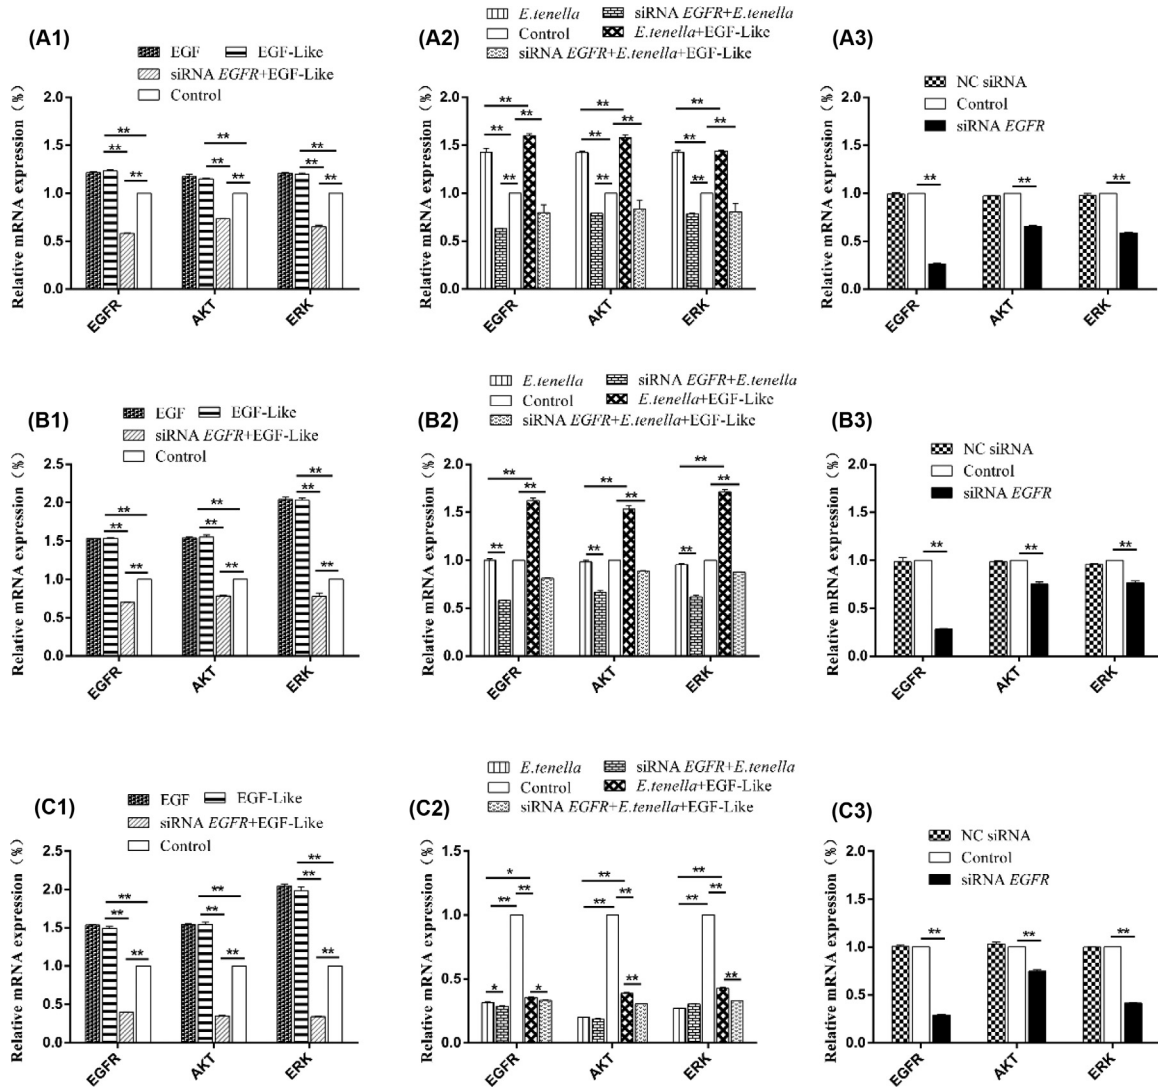 (A1)
EGF EGF-Like
siRNA EGFR+EGF-Like
Control
Relative mRNA expression (%)
2.0
1.5
1.0
0.5
0.0
** ** **
** ** **
** ** **
EGFR AKT ERK
(A2)
E.tenella siRNA EGFR+E.tenella
Control E.tenella+EGF-Like
siRNA EGFR+E.tenella+EGF-Like
Relative mRNA expression (%)
2.0
1.5
1.0
0.5
0.0
** ** **
** ** ** ** ** **
** ** **
EGFR AKT ERK
(A3)
NC siRNA
Control
siRNA EGFR
Relative mRNA expression (%)
2.0
1.5
1.0
0.5
0.0
** ** **
EGFR AKT ERK
(B1)
EGF EGF-Like
siRNA EGFR+EGF-Like
Control
Relative mRNA expression (%)
2.5
2.0
1.5
1.0
0.5
0.0
** ** **
** ** **
** ** **
EGFR AKT ERK
(B2)
E.tenella siRNA EGFR+E.tenella
Control E.tenella+EGF-Like
siRNA EGFR+E.tenella+EGF-Like
Relative mRNA expression (%)
2.0
1.5
1.0
0.5
0.0
** ** **
** ** **
** ** **
EGFR AKT ERK
(B3)
NC siRNA
Control
siRNA EGFR
Relative mRNA expression (%)
2.0
1.5
1.0
0.5
0.0
** ** **
EGFR AKT ERK
(C1)
EGF EGF-Like
siRNA EGFR+EGF-Like
Control
Relative mRNA expression (%)
2.5
2.0
1.5
1.0
0.5
0.0
** ** **
** ** **
** ** **
EGFR AKT ERK
(C2)
E.tenella siRNA EGFR+E.tenella
Control E.tenella+EGF-Like
siRNA EGFR+E.tenella+EGF-Like
Relative mRNA expression (%)
1.5
1.0
0.5
0.0
* ** **
** ** ** ** ** **
* * ** **
EGFR AKT ERK
(C3)
NC siRNA
Control
siRNA EGFR
Relative mRNA expression (%)
2.0
1.5
1.0
0.5
0.0
** ** **
EGFR AKT ERK